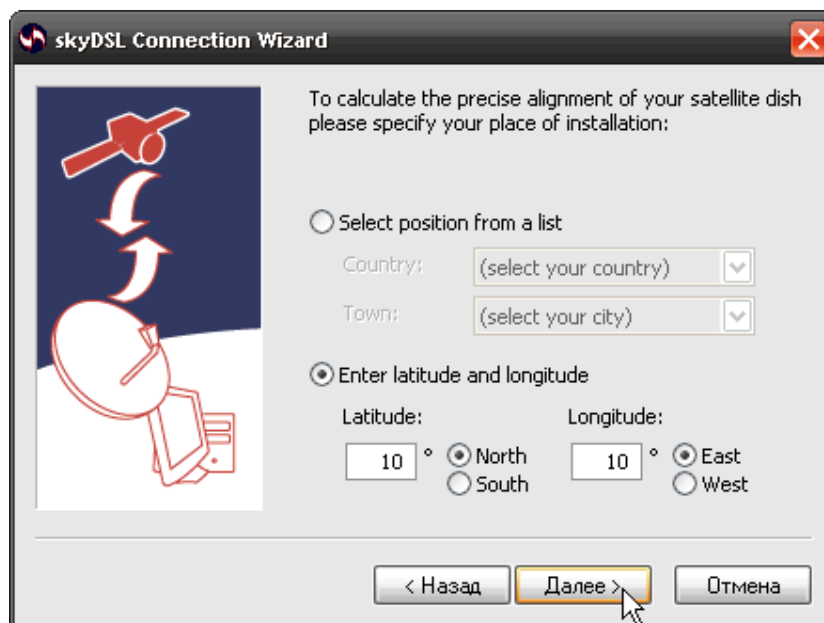 skyDSL Connection Wizard
To calculate the precise alignment of your satellite dish
please specify your place of installation:
Select position from a list
Country: (select your country)
Town: (select your city)
Enter latitude and longitude
Latitude: Longitude:
10 ° North 10 ° East
South West
< Назад Далее > Отмена